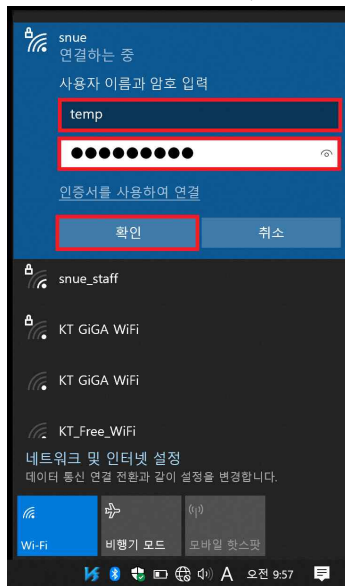 snue
연결하는 중
사용자 이름과 암호 입력
temp
●●●●●●●●●
인증서를 사용하여 연결
확인 취소
snue_staff
KT GiGA WiFi
KT GiGA WiFi
KT_Free_WiFi
네트워크 및 인터넷 설정
데이터 통신 연결 전환과 같이 설정을 변경합니다.
Wi-Fi 비행기 모드 모바일 핫스팟
A 오전 9:57